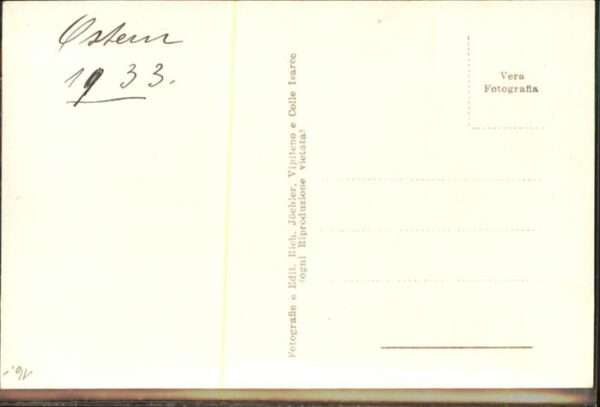 Ostern
1933.
Vera
Fotografia
Fotografie e Edit. Rich. Jöchler, Vipiteno e Colle Isarco
(ogni Riproduzione vietata)